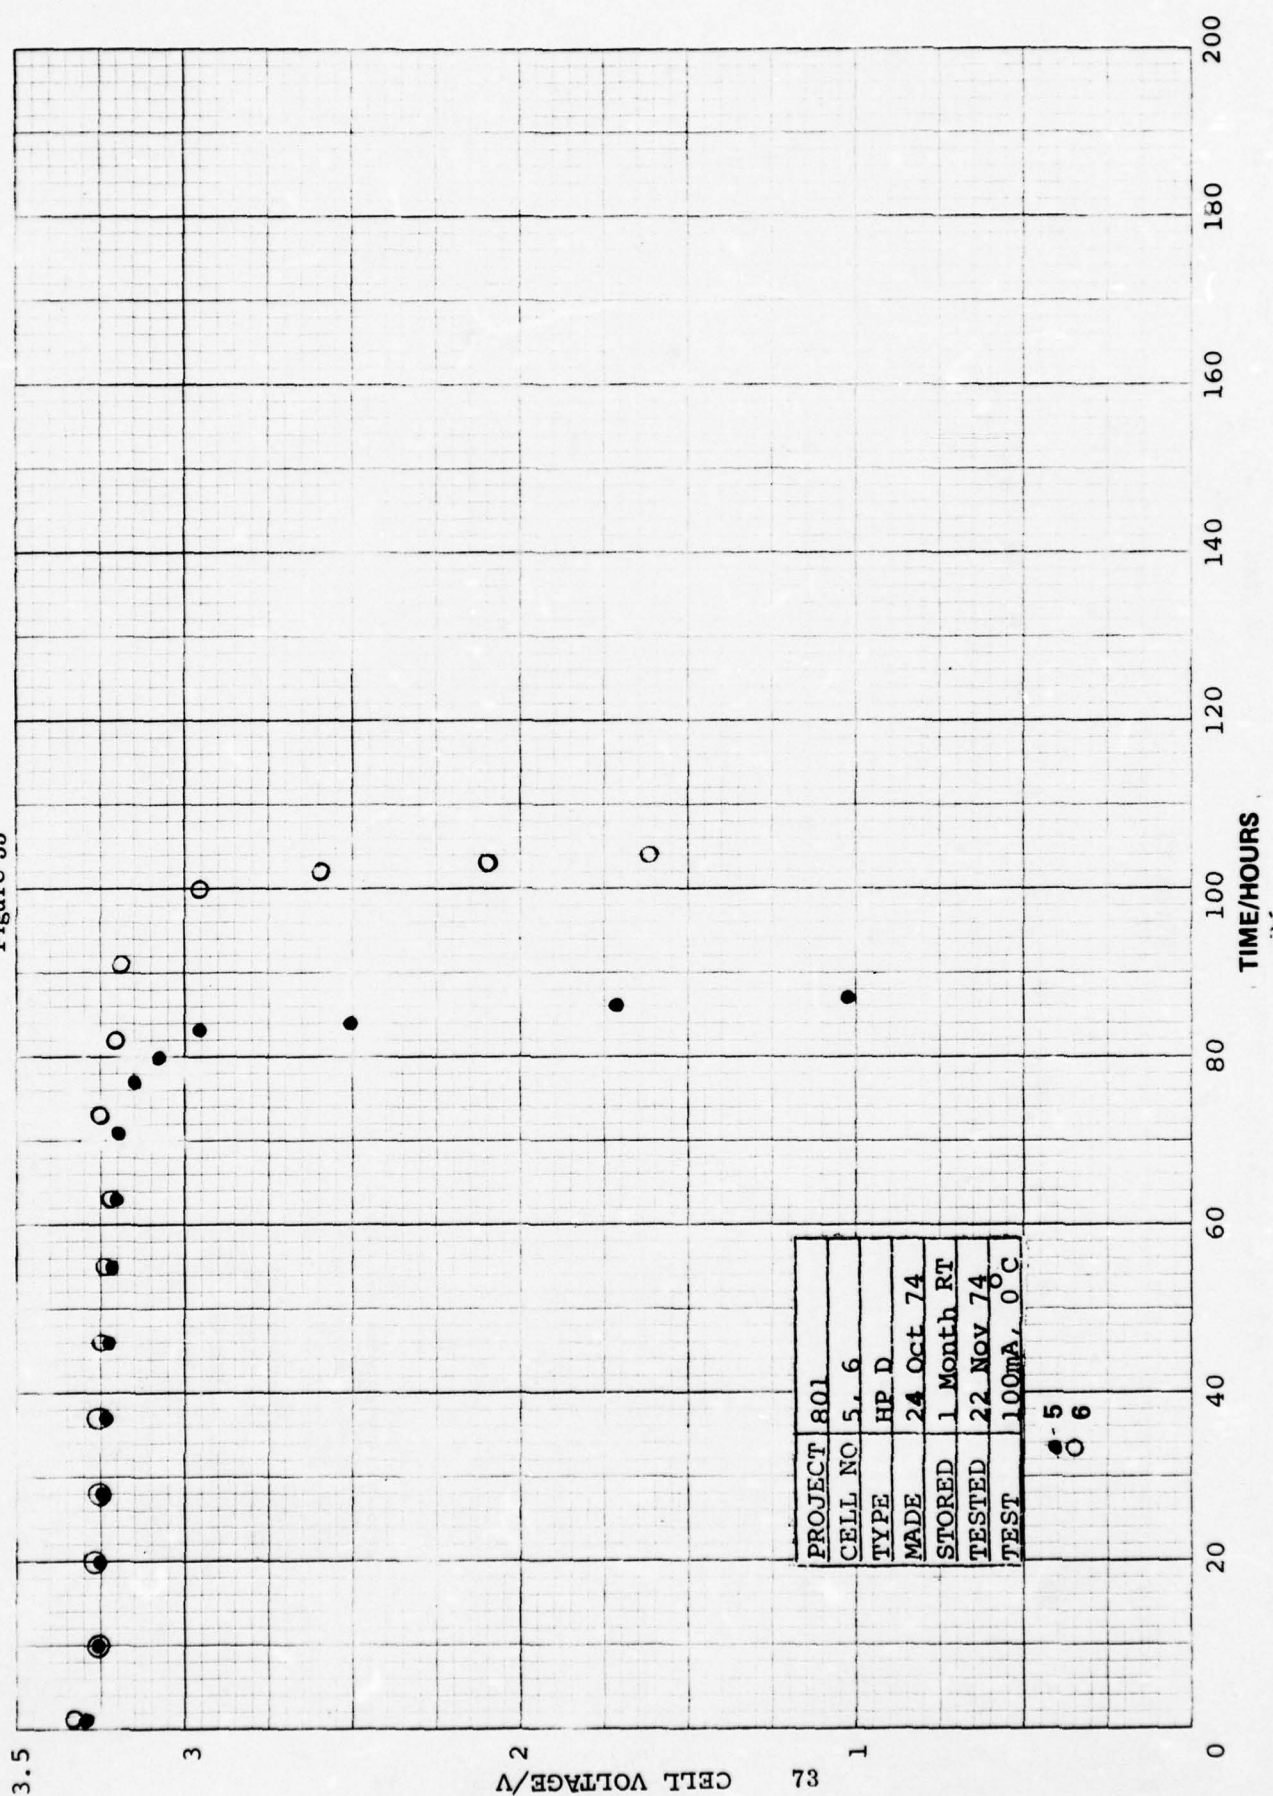 3.5
3
2
1
0
CELL VOLTAGE/V
20
40
60
80
100
120
140
160
180
200
TIME/HOURS
PROJECT 801
CELL NO 5, 6
TYPE HP D
MADE 24 Oct 74
STORED 1 Month RT
TESTED 22 Nov 74
TEST 100mA, 0°C
5
6
73